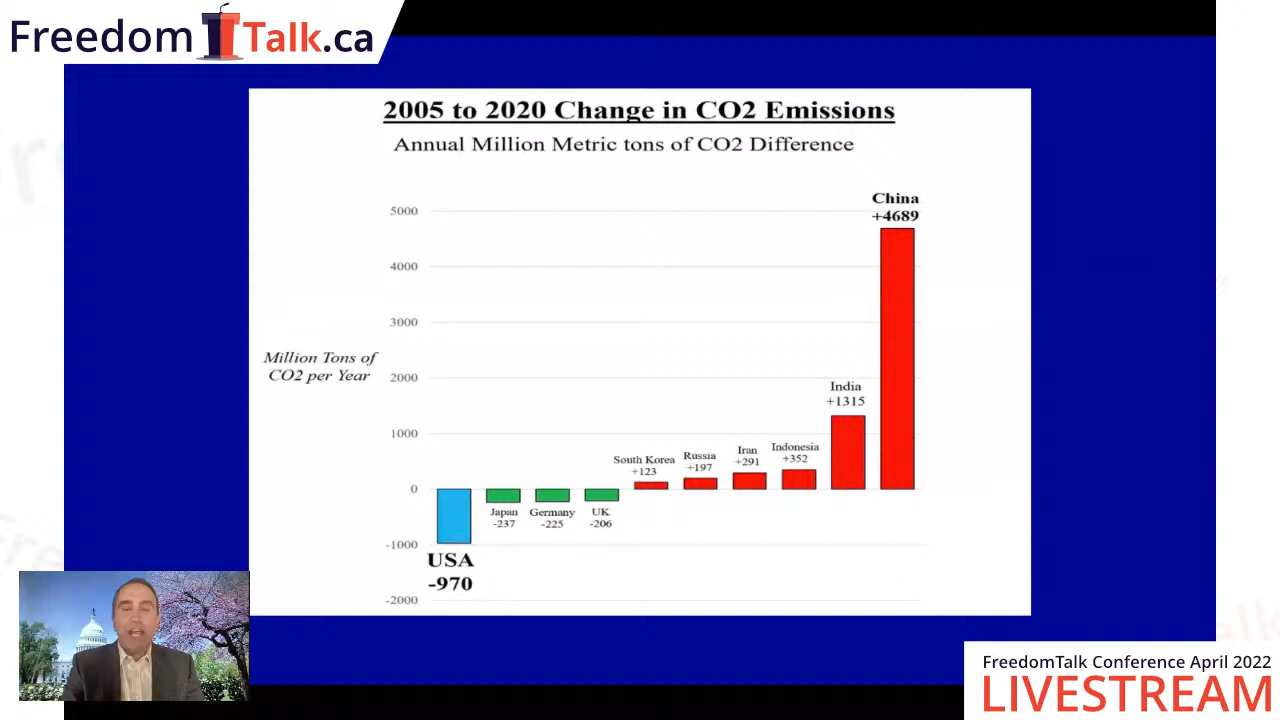 FreedomTalk.ca
2005 to 2020 Change in CO2 Emissions
Annual Million Metric tons of CO2 Difference
Million Tons of
CO2 per Year
5000
4000
3000
2000
1000
0
-1000
-2000
USA
-970
Japan
-237
Germany
-225
UK
-206
South Korea
+123
Russia
+197
Iran
+291
Indonesia
+352
India
+1315
China
+4689
FreedomTalk Conference April 2022
LIVESTREAM